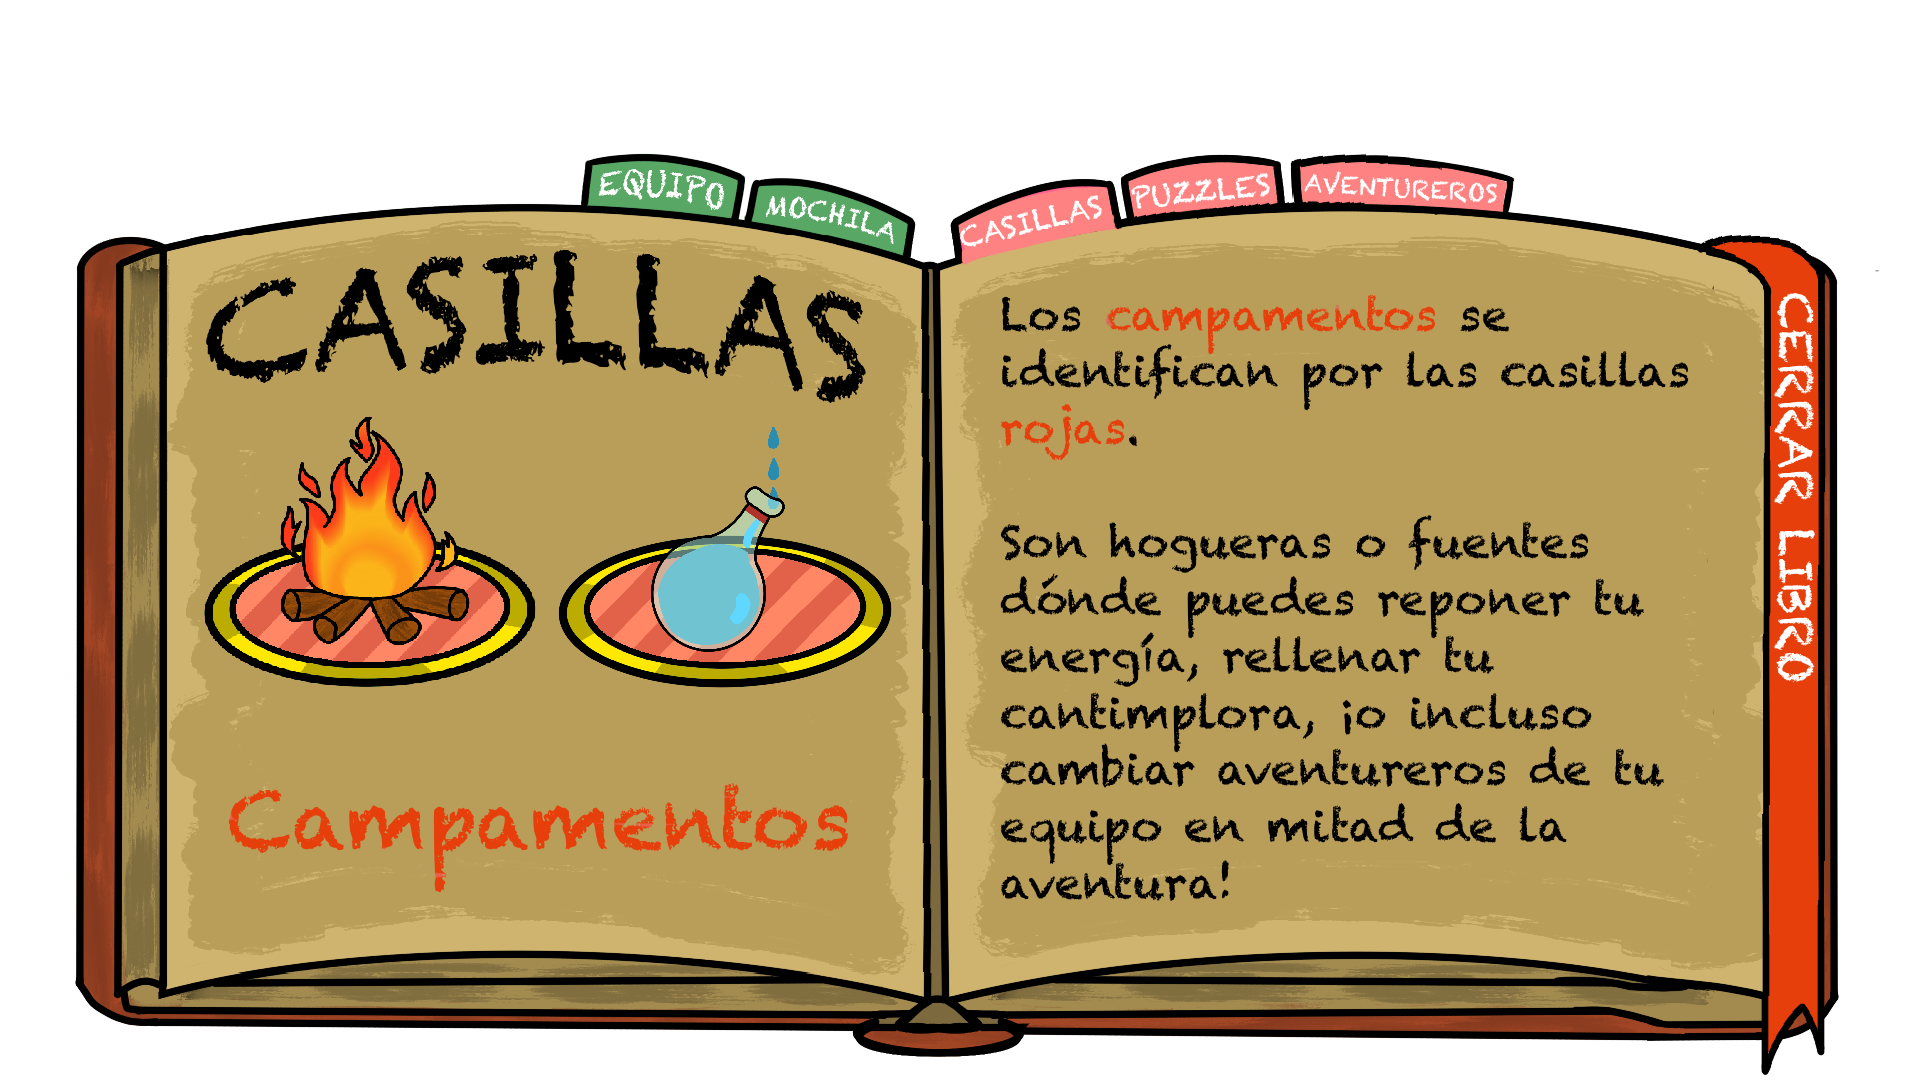 EQUIPO
MOCHILA
CASILLAS
PUZZLES
AVENTUREROS
CASILLAS
Campamentos
Los campamentos se
identifican por las casillas
rojas.
Son hogueras o fuentes
dónde puedes reponer tu
energía, rellenar tu
cantimplora, ¡o incluso
cambiar aventureros de tu
equipo en mitad de la
aventura!
CERRAR LIBRO